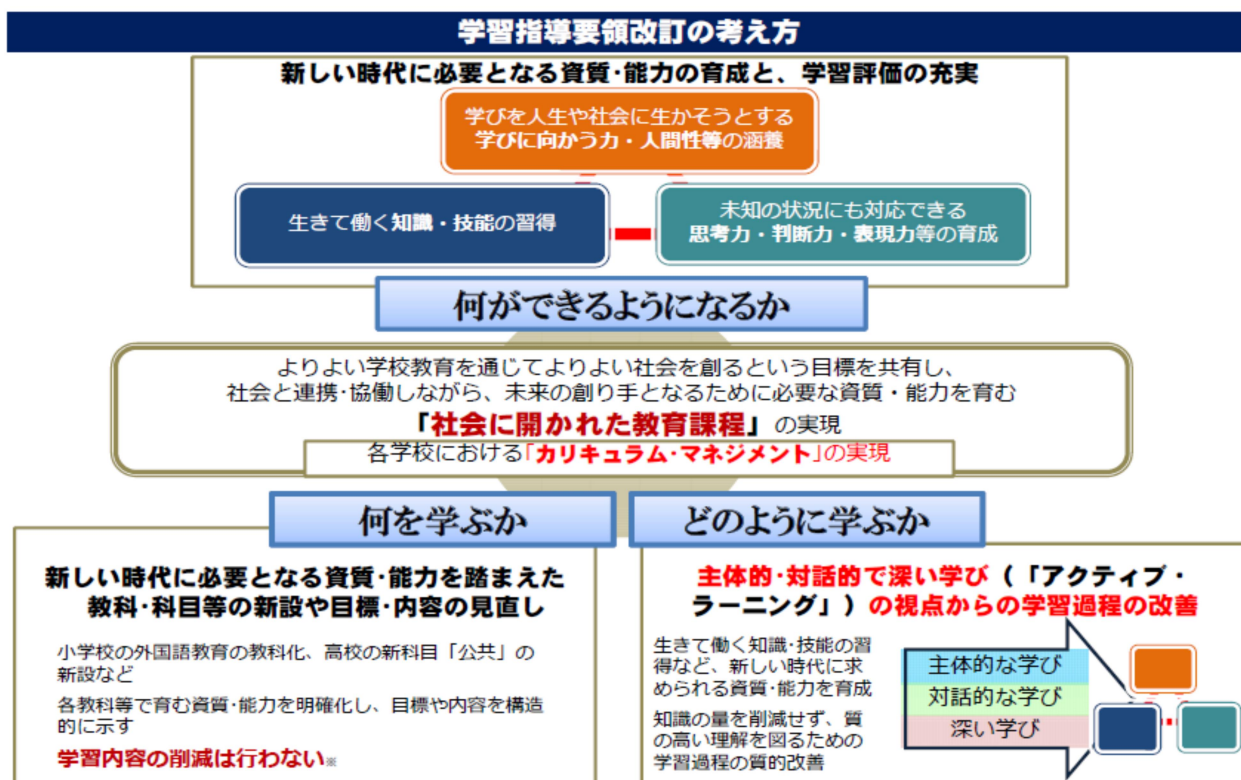 学習指導要領改訂の考え方
新しい時代に必要となる資質・能力の育成と、学習評価の充実
学びを人生や社会に生かそうとする
学びに向かう力・人間性等の涵養
生きて働く知識・技能の習得
未知の状況にも対応できる
思考力・判断力・表現力等の育成
何ができるようになるか
よりよい学校教育を通じてよりよい社会を創るという目標を共有し、
社会と連携・協働しながら、未来の創り手となるために必要な資質・能力を育む
「社会に開かれた教育課程」の実現
各学校における「カリキュラム・マネジメント」の実現
何を学ぶか
新しい時代に必要となる資質・能力を踏まえた
教科・科目等の新設や目標・内容の見直し
小学校の外国語教育の教科化、高校の新科目「公共」の
新設など
各教科等で育む資質・能力を明確化し、目標や内容を構造
的に示す
学習内容の削減は行わない※
どのように学ぶか
主体的・対話的で深い学び（「アクティブ・
ラーニング」）の視点からの学習過程の改善
生きて働く知識・技能の習
得など、新しい時代に求
められる資質・能力を育成
知識の量を削減せず、質
の高い理解を図るための
学習過程の質的改善
主体的な学び
対話的な学び
深い学び